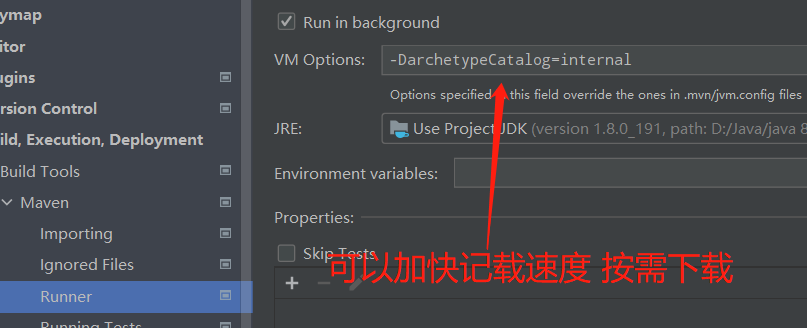 ymap
itor
ugins
ersion Control
ild, Execution, Deployment
Build Tools
Maven
Importing
Ignored Files
Runner
Running Tests
Run in background
VM Options: -DarchetypeCatalog=internal
Options specified in this field override the ones in .mvn/jvm.config files
JRE: Use Project JDK (version 1.8.0_191, path: D:/Java/java 8
Environment variables:
Properties:
Skip Tests
可以加快记载速度 按需下载